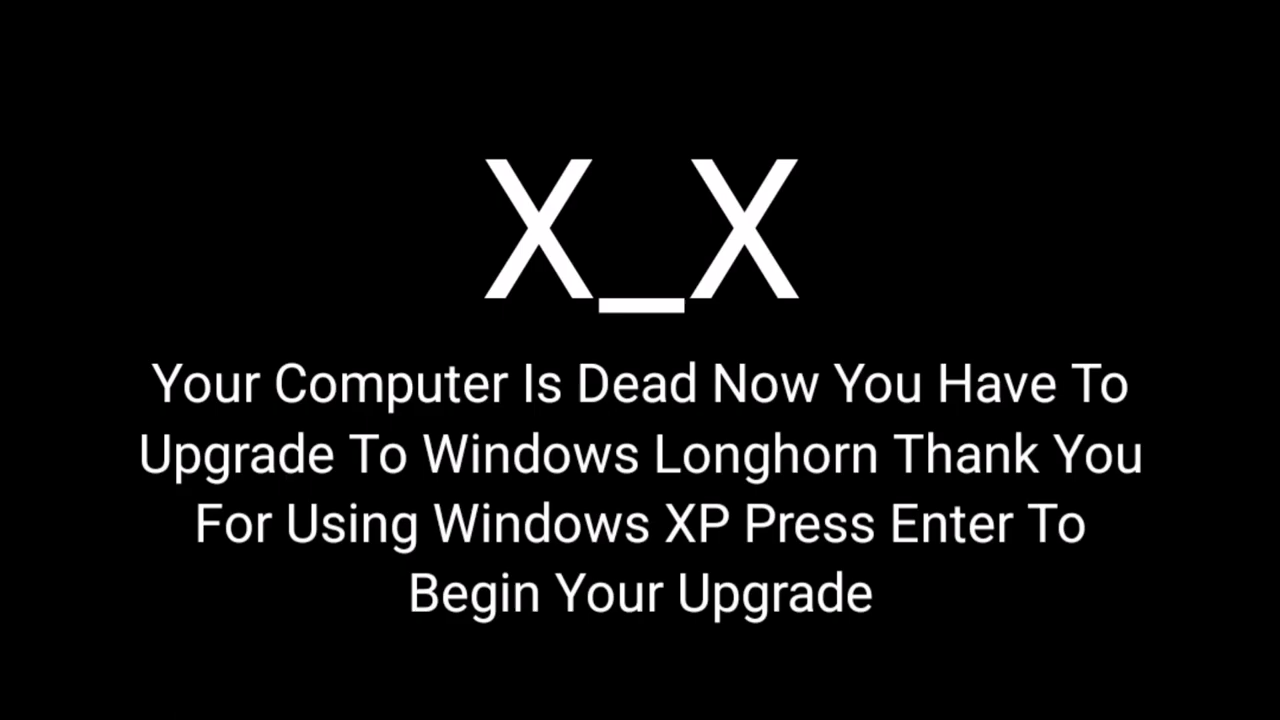 X_X
Your Computer Is Dead Now You Have To
Upgrade To Windows Longhorn Thank You
For Using Windows XP Press Enter To
Begin Your Upgrade